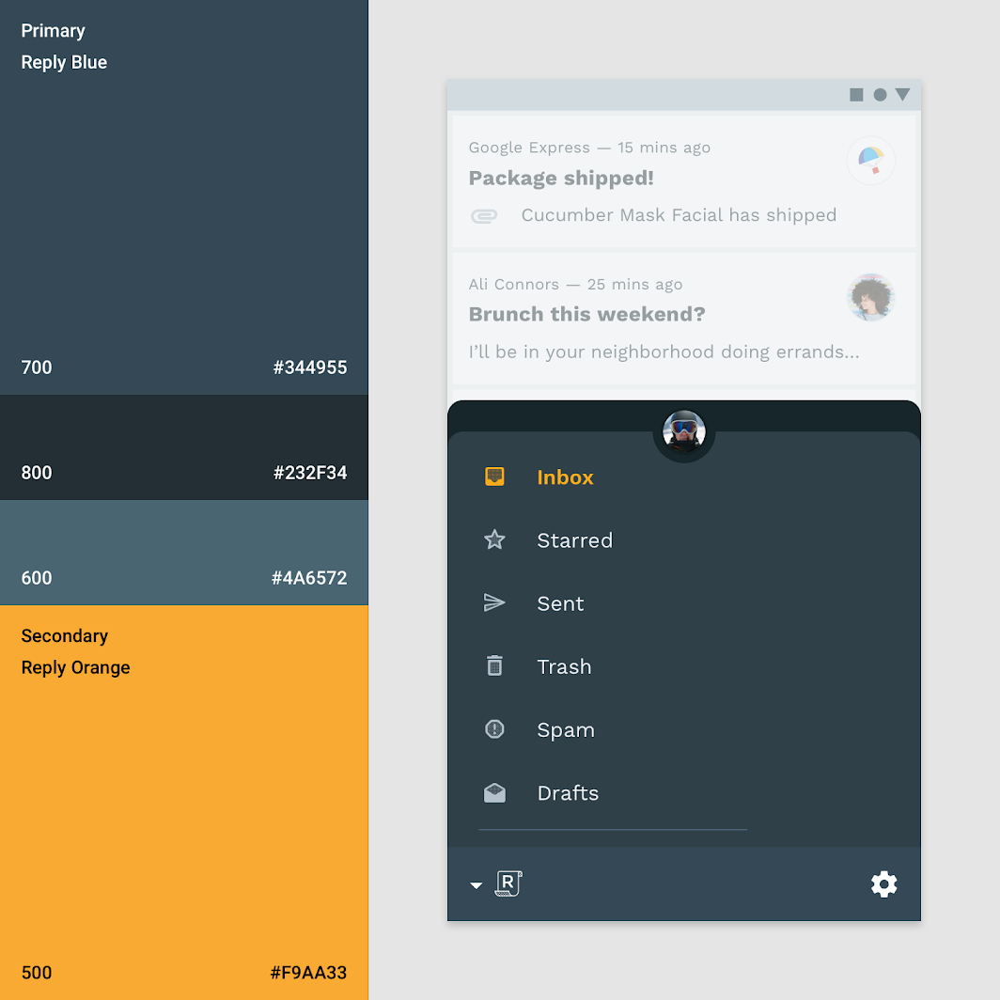 Primary
Reply Blue
700 #344955
800 #232F34
600 #4A6572
Secondary
Reply Orange
500 #F9AA33
Google Express — 15 mins ago
Package shipped!
Cucumber Mask Facial has shipped
Ali Connors — 25 mins ago
Brunch this weekend?
I’ll be in your neighborhood doing errands...
Inbox
Starred
Sent
Trash
Spam
Drafts
R